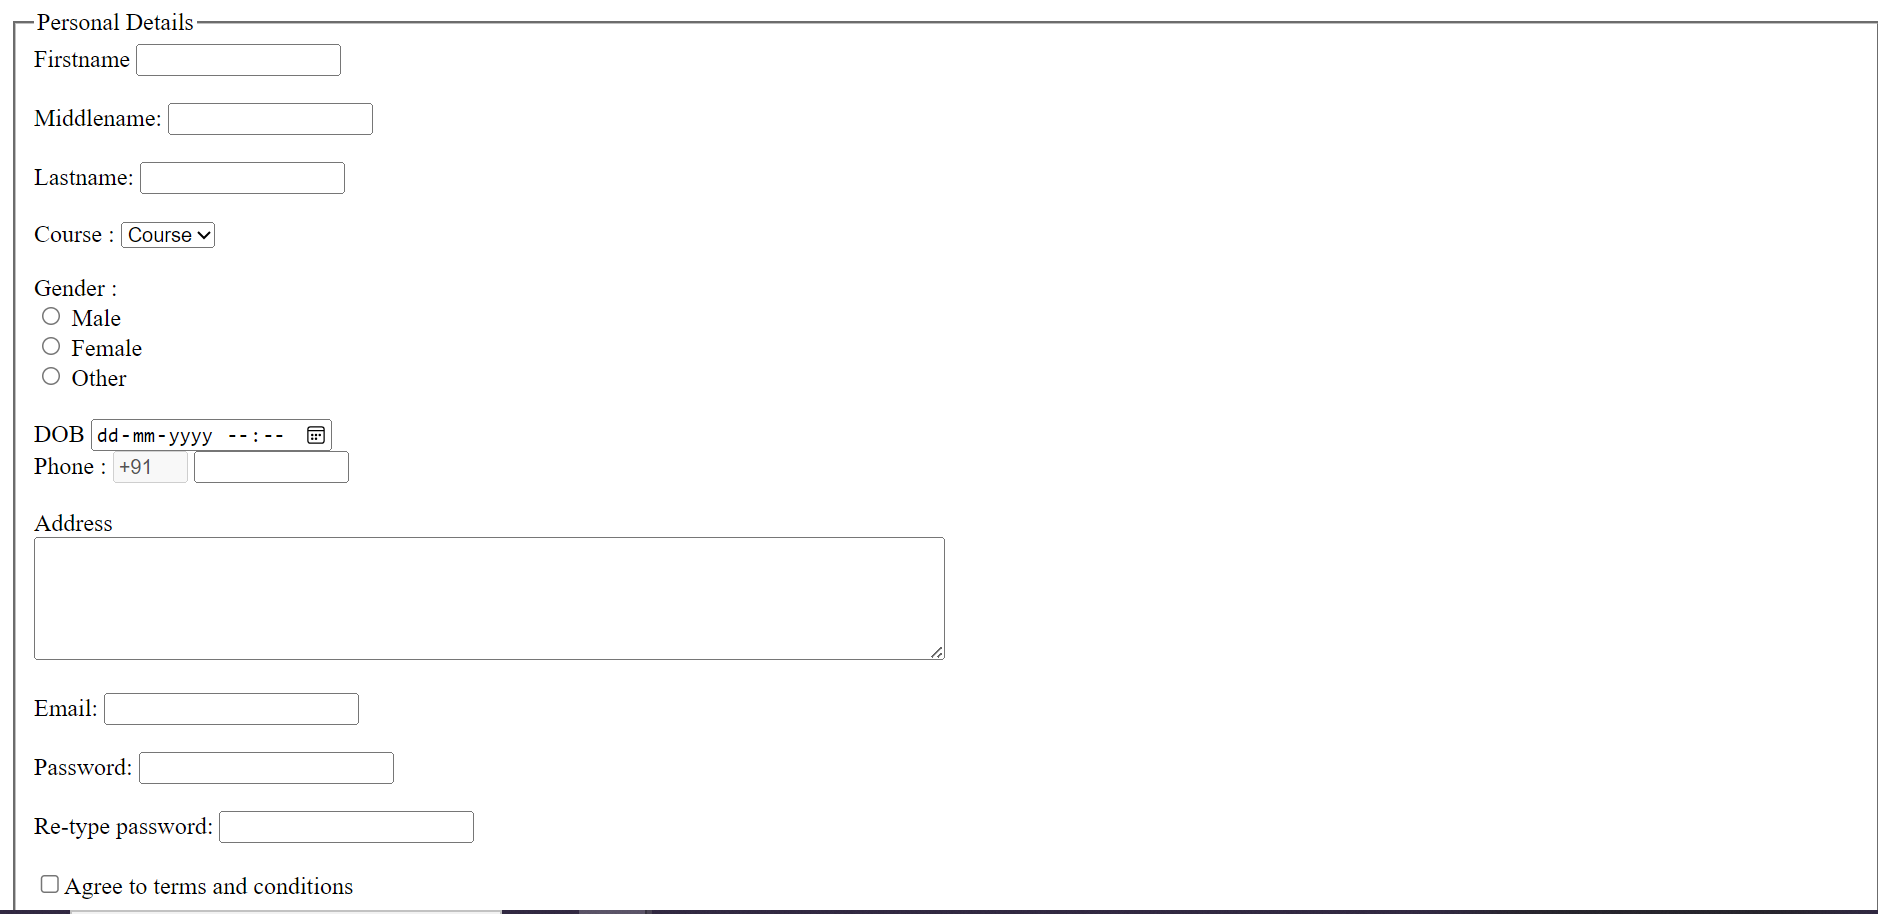 Personal Details
Firstname
Middlename:
Lastname:
Course : Course
Gender :
Male
Female
Other
DOB dd-mm-yyyy --:--
Phone : +91
Address
Email:
Password:
Re-type password:
Agree to terms and conditions